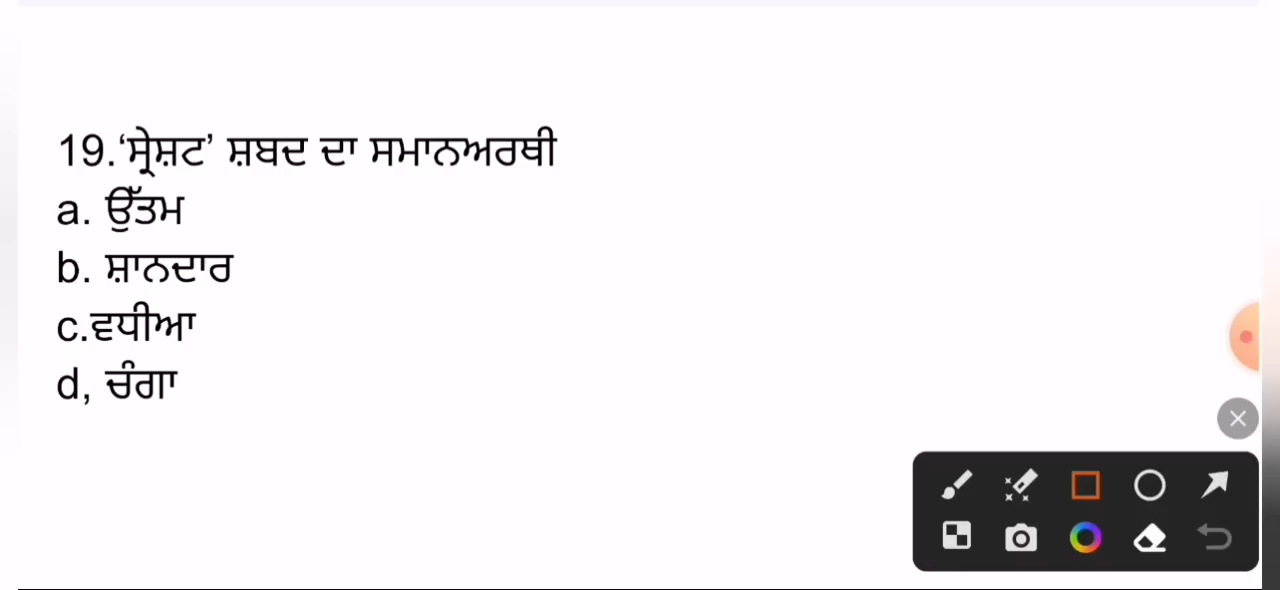 19.‘ਸ੍ਰੇਸ਼ਟ’ ਸ਼ਬਦ ਦਾ ਸਮਾਨਅਰਥੀ
a. ਉੱਤਮ
b. ਸ਼ਾਨਦਾਰ
c.ਵਧੀਆ
d, ਚੰਗਾ